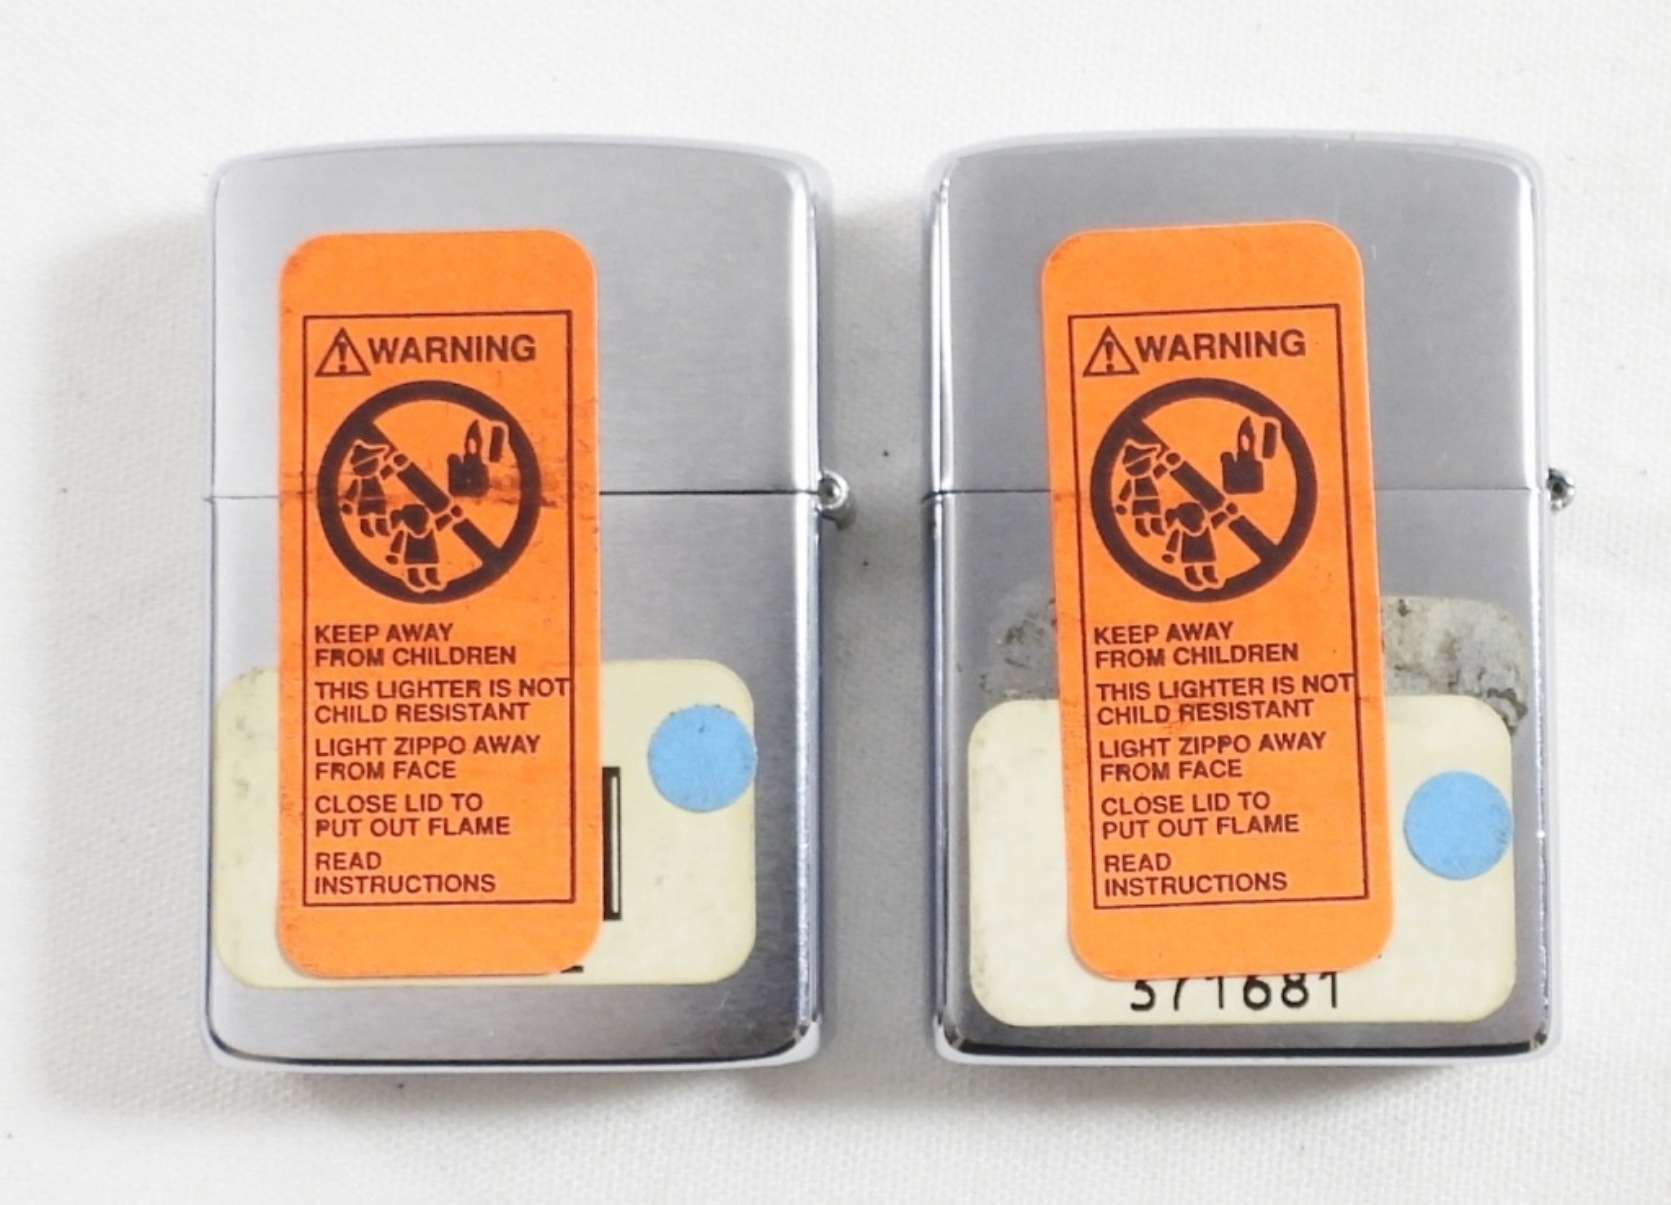 WARNING
KEEP AWAY
FROM CHILDREN
THIS LIGHTER IS NOT
CHILD RESISTANT
LIGHT ZIPPO AWAY
FROM FACE
CLOSE LID TO
PUT OUT FLAME
READ
INSTRUCTIONS
WARNING
KEEP AWAY
FROM CHILDREN
THIS LIGHTER IS NOT
CHILD RESISTANT
LIGHT ZIPPO AWAY
FROM FACE
CLOSE LID TO
PUT OUT FLAME
READ
INSTRUCTIONS
371681